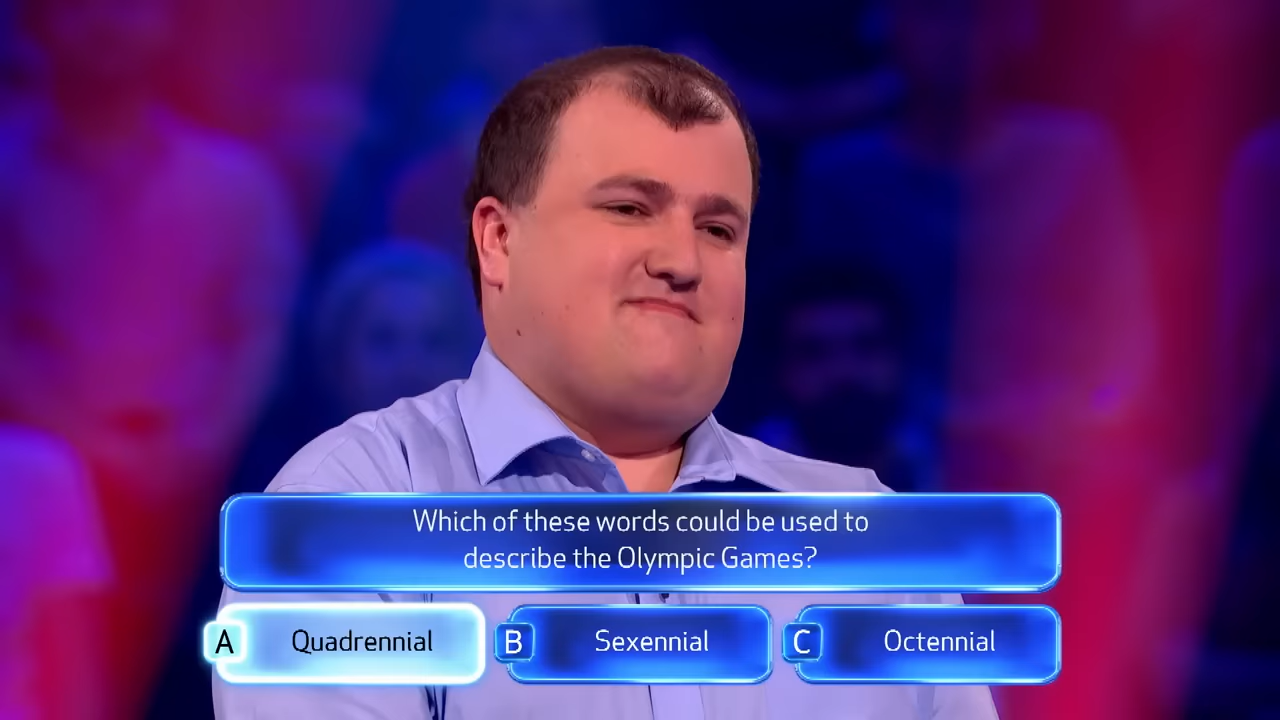 Which of these words could be used to
describe the Olympic Games?
A Quadrennial
B Sexennial
C Octennial